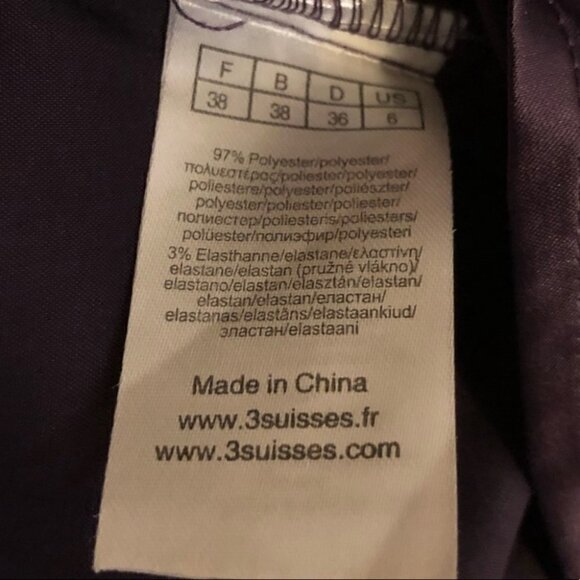 F B D US
38 38 36 6
97% Polyester/polyester/
πολυεστέρας/poliester/polyester/
poliestere/polyester/poliészter/
polyester/poliester/poliester/
полиестер/poliesteris/poliesters/
polüester/полиэфир/polyesteri
3% Elasthanne/elastane/ελαστίνη/
elastane/elastan (pružné vlákno)/
elastano/elastan/elasztán/elastan/
elastan/elastan/еластан/
elastanas/elastāns/elastaankiud/
эластан/elastaani
Made in China
www.3suisses.fr
www.3suisses.com